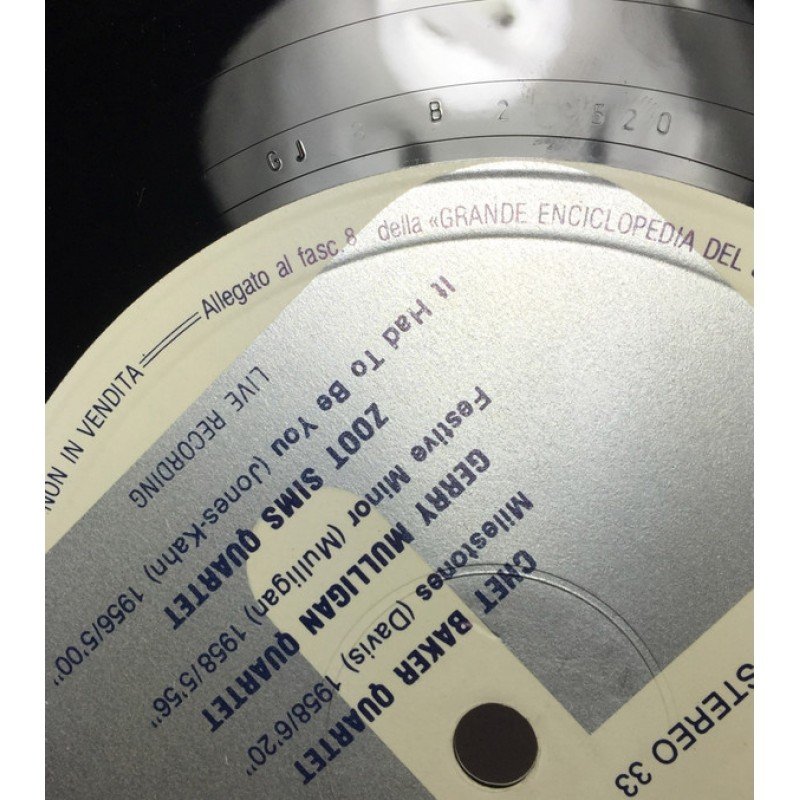 STEREO 33
CHET BAKER QUARTET
Milestones (Davis) 1958/6'20"
GERRY MULLIGAN QUARTET
Festive Minor (Mulligan) 1958/5'56"
ZOOT SIMS QUARTET
It Had To Be You (Jones-Kahn) 1956/5'00"
LIVE RECORDING
NON IN VENDITA Allegato al fasc. 8 della «GRANDE ENCICLOPEDIA DEL
GJ